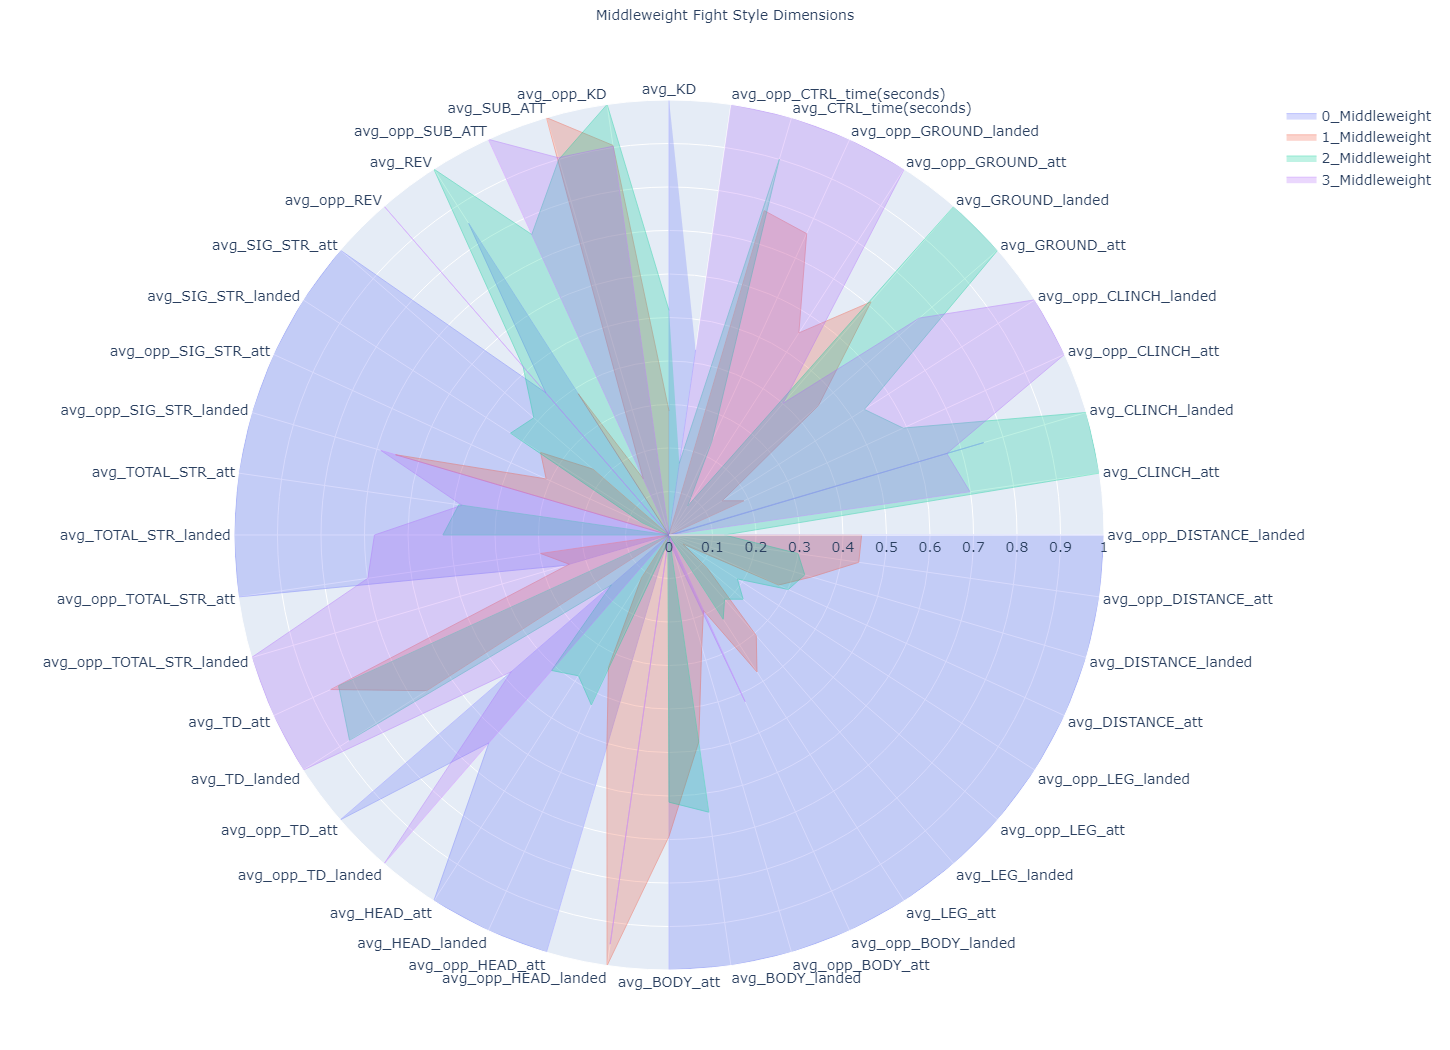 Middleweight Fight Style Dimensions
0_Middleweight
1_Middleweight
2_Middleweight
3_Middleweight
avg_KD
avg_opp_KD
avg_SUB_ATT
avg_opp_SUB_ATT
avg_REV
avg_opp_REV
avg_SIG_STR_att
avg_SIG_STR_landed
avg_opp_SIG_STR_att
avg_opp_SIG_STR_landed
avg_TOTAL_STR_att
avg_TOTAL_STR_landed
avg_opp_TOTAL_STR_att
avg_opp_TOTAL_STR_landed
avg_TD_att
avg_TD_landed
avg_opp_TD_att
avg_opp_TD_landed
avg_HEAD_att
avg_HEAD_landed
avg_opp_HEAD_att
avg_opp_HEAD_landed
avg_BODY_att
avg_BODY_landed
avg_opp_BODY_att
avg_opp_BODY_landed
avg_LEG_att
avg_LEG_landed
avg_opp_LEG_att
avg_opp_LEG_landed
avg_DISTANCE_att
avg_DISTANCE_landed
avg_opp_DISTANCE_att
avg_opp_DISTANCE_landed
avg_CLINCH_att
avg_CLINCH_landed
avg_opp_CLINCH_att
avg_opp_CLINCH_landed
avg_GROUND_att
avg_GROUND_landed
avg_opp_GROUND_att
avg_opp_GROUND_landed
avg_CTRL_time(seconds)
avg_opp_CTRL_time(seconds)
0 0.1 0.2 0.3 0.4 0.5 0.6 0.7 0.8 0.9 1